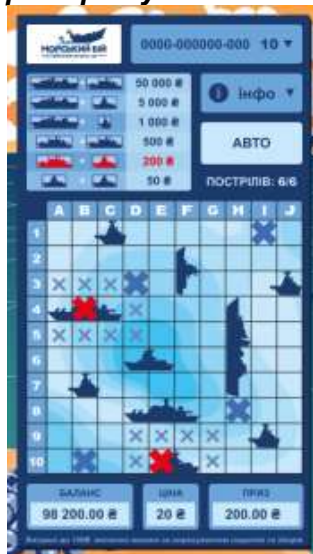 МОРСЬКИЙ БІЙ
0000-000000-000 10 ▼
50 000 ₴
5 000 ₴
1 000 ₴
500 ₴
200 ₴
50 ₴
i Інфо ▼
АВТО
ПОСТРІЛІВ: 6/6
A B C D E F G H I J
1
2
3
4
5
6
7
8
9
10
БАЛАНС
98 200.00 ₴
ЦІНА
20 ₴
ПРИЗ
200.00 ₴